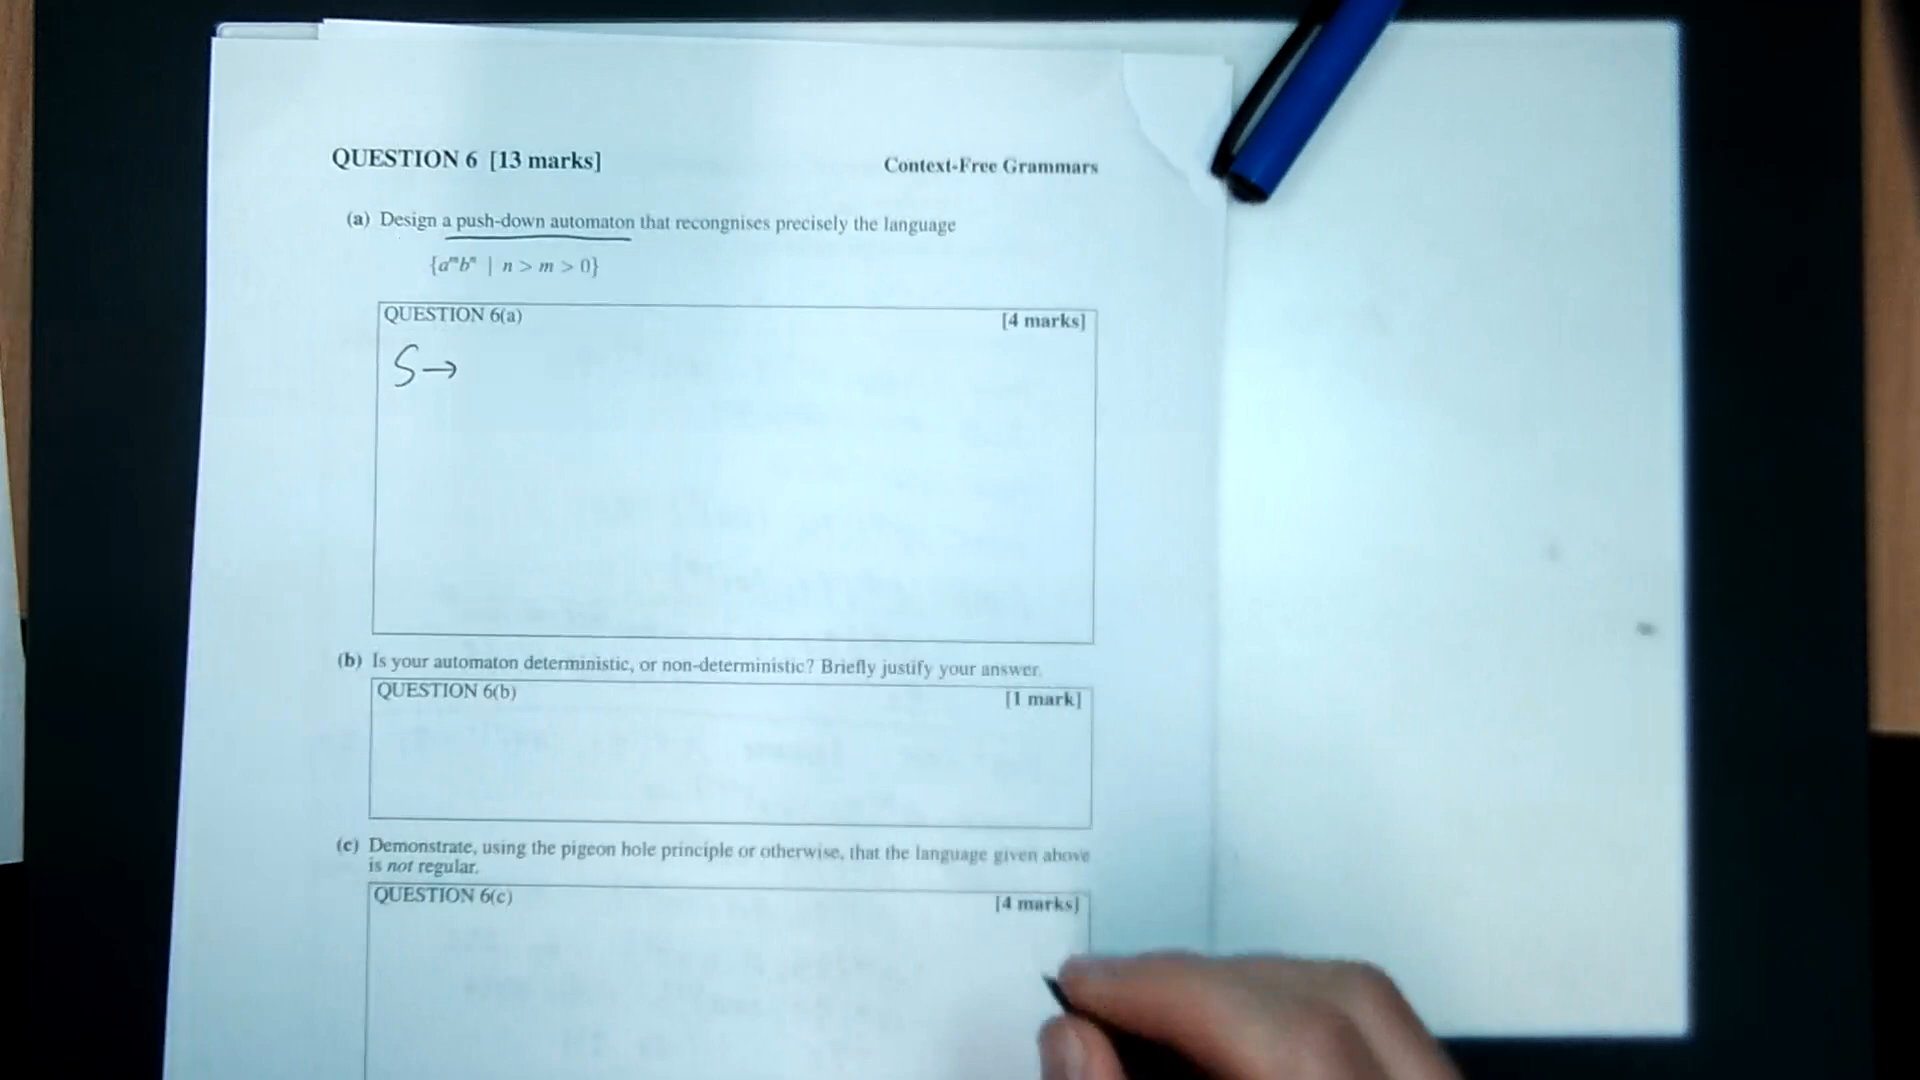 QUESTION 6 [13 marks] Context-Free Grammars
(a) Design a push-down automaton that recongnises precisely the language
{aᵐbⁿ | n > m > 0}
QUESTION 6(a) [4 marks]
S→
(b) Is your automaton deterministic, or non-deterministic? Briefly justify your answer.
QUESTION 6(b) [1 mark]
(c) Demonstrate, using the pigeon hole principle or otherwise, that the language given above
is not regular.
QUESTION 6(c) [4 marks]